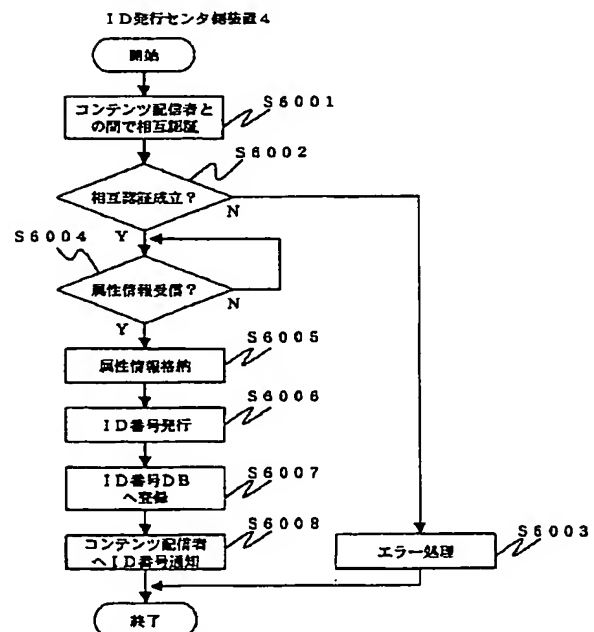 ID発行センタ側装置4
開始
コンテンツ配信者と
の間で相互認証
S6001
S6002
相互認証成立?
N
Y
S6004
属性情報受信?
N
Y
属性情報格納
S6005
ID番号発行
S6006
ID番号DB
へ登録
S6007
コンテンツ配信者
へID番号通知
S6008
エラー処理
S6003
終了